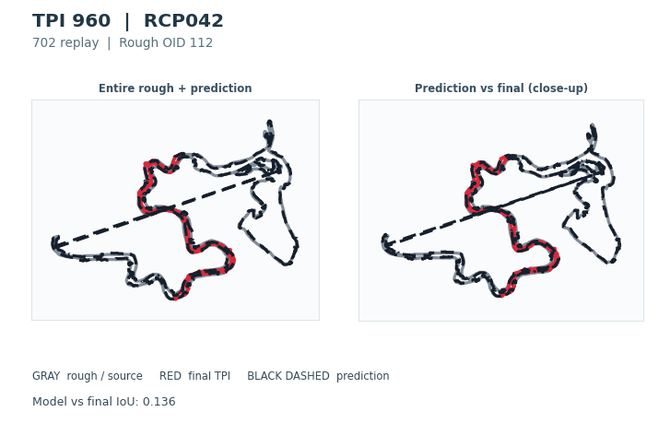 TPI 960 | RCP042
702 replay | Rough OID 112
Entire rough + prediction
Prediction vs final (close-up)
GRAY rough / source RED final TPI BLACK DASHED prediction
Model vs final IoU: 0.136